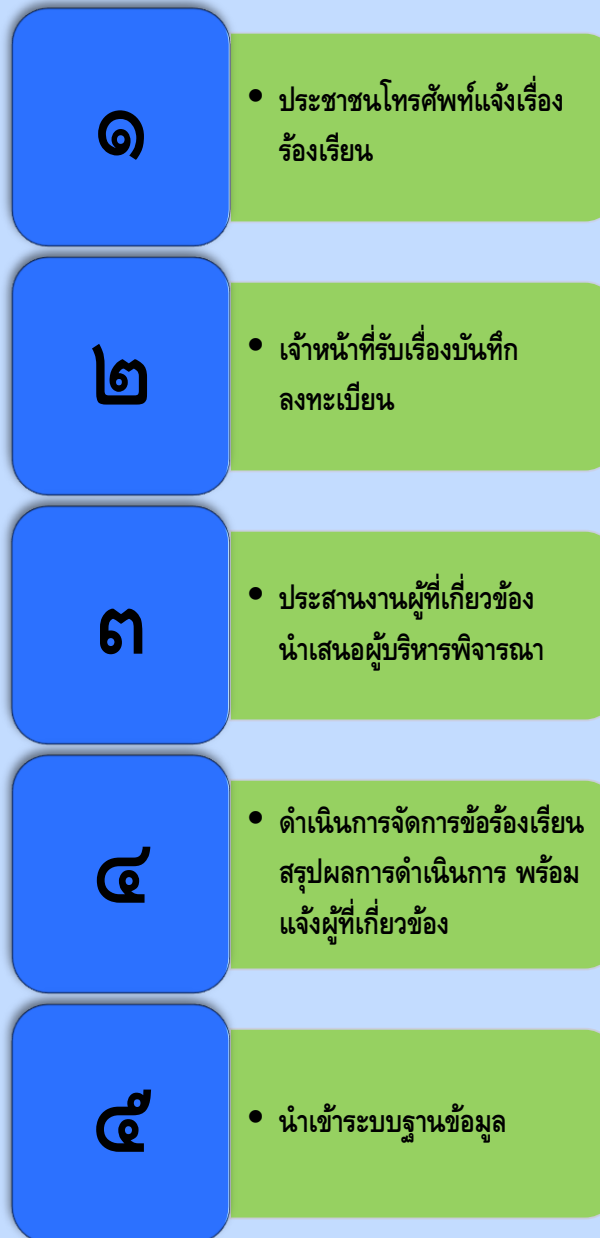 ๑
• ประชาชนโทรศัพท์แจ้งเรื่อง
ร้องเรียน
๒
• เจ้าหน้าที่รับเรื่องบันทึก
ลงทะเบียน
๓
• ประสานงานผู้ที่เกี่ยวข้อง
นำเสนอผู้บริหารพิจารณา
๔
• ดำเนินการจัดการข้อร้องเรียน
สรุปผลการดำเนินการ พร้อม
แจ้งผู้ที่เกี่ยวข้อง
๕
• นำเข้าระบบฐานข้อมูล